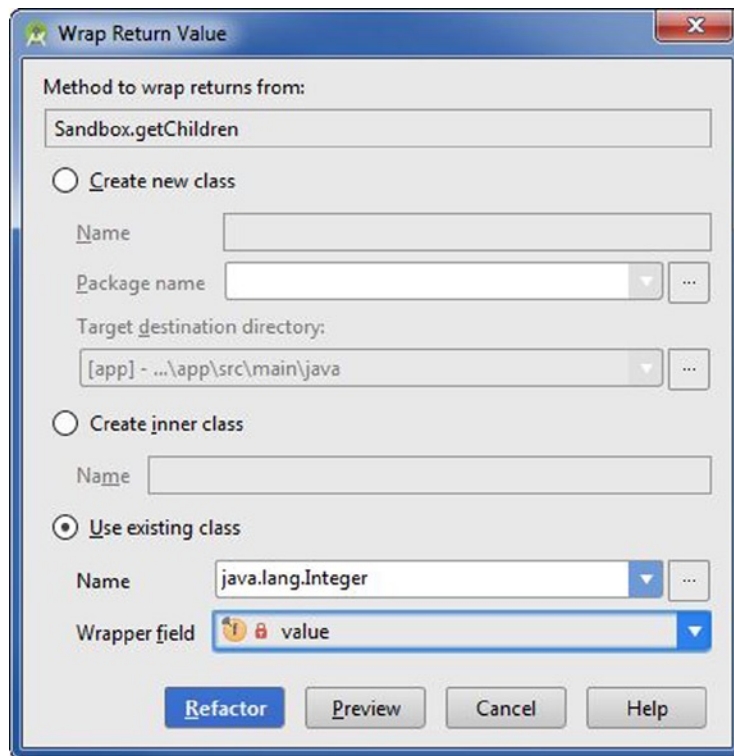 Wrap Return Value
Method to wrap returns from:
Sandbox.getChildren
Create new class
Name
Package name
...
Target destination directory:
[app] - ...\app\src\main\java
...
Create inner class
Name
Use existing class
Name java.lang.Integer
...
Wrapper field f value
Refactor Preview Cancel Help